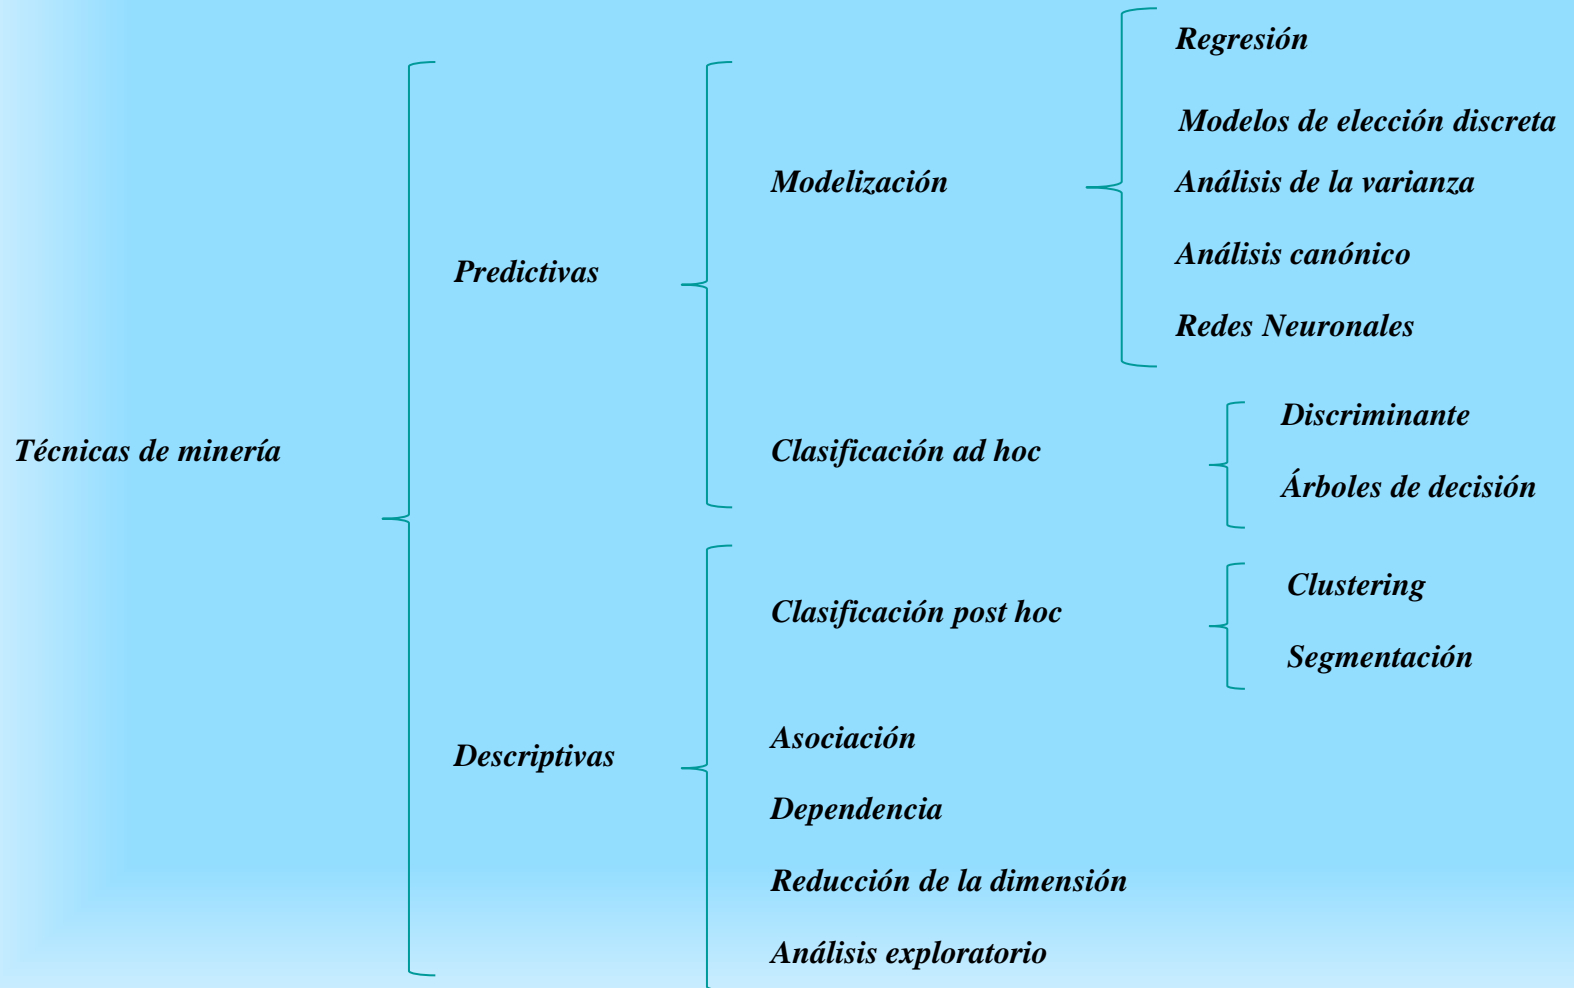 Técnicas de minería
Predictivas
Modelización
Regresión
Modelos de elección discreta
Análisis de la varianza
Análisis canónico
Redes Neuronales
Clasificación ad hoc
Discriminante
Árboles de decisión
Descriptivas
Clasificación post hoc
Clustering
Segmentación
Asociación
Dependencia
Reducción de la dimensión
Análisis exploratorio